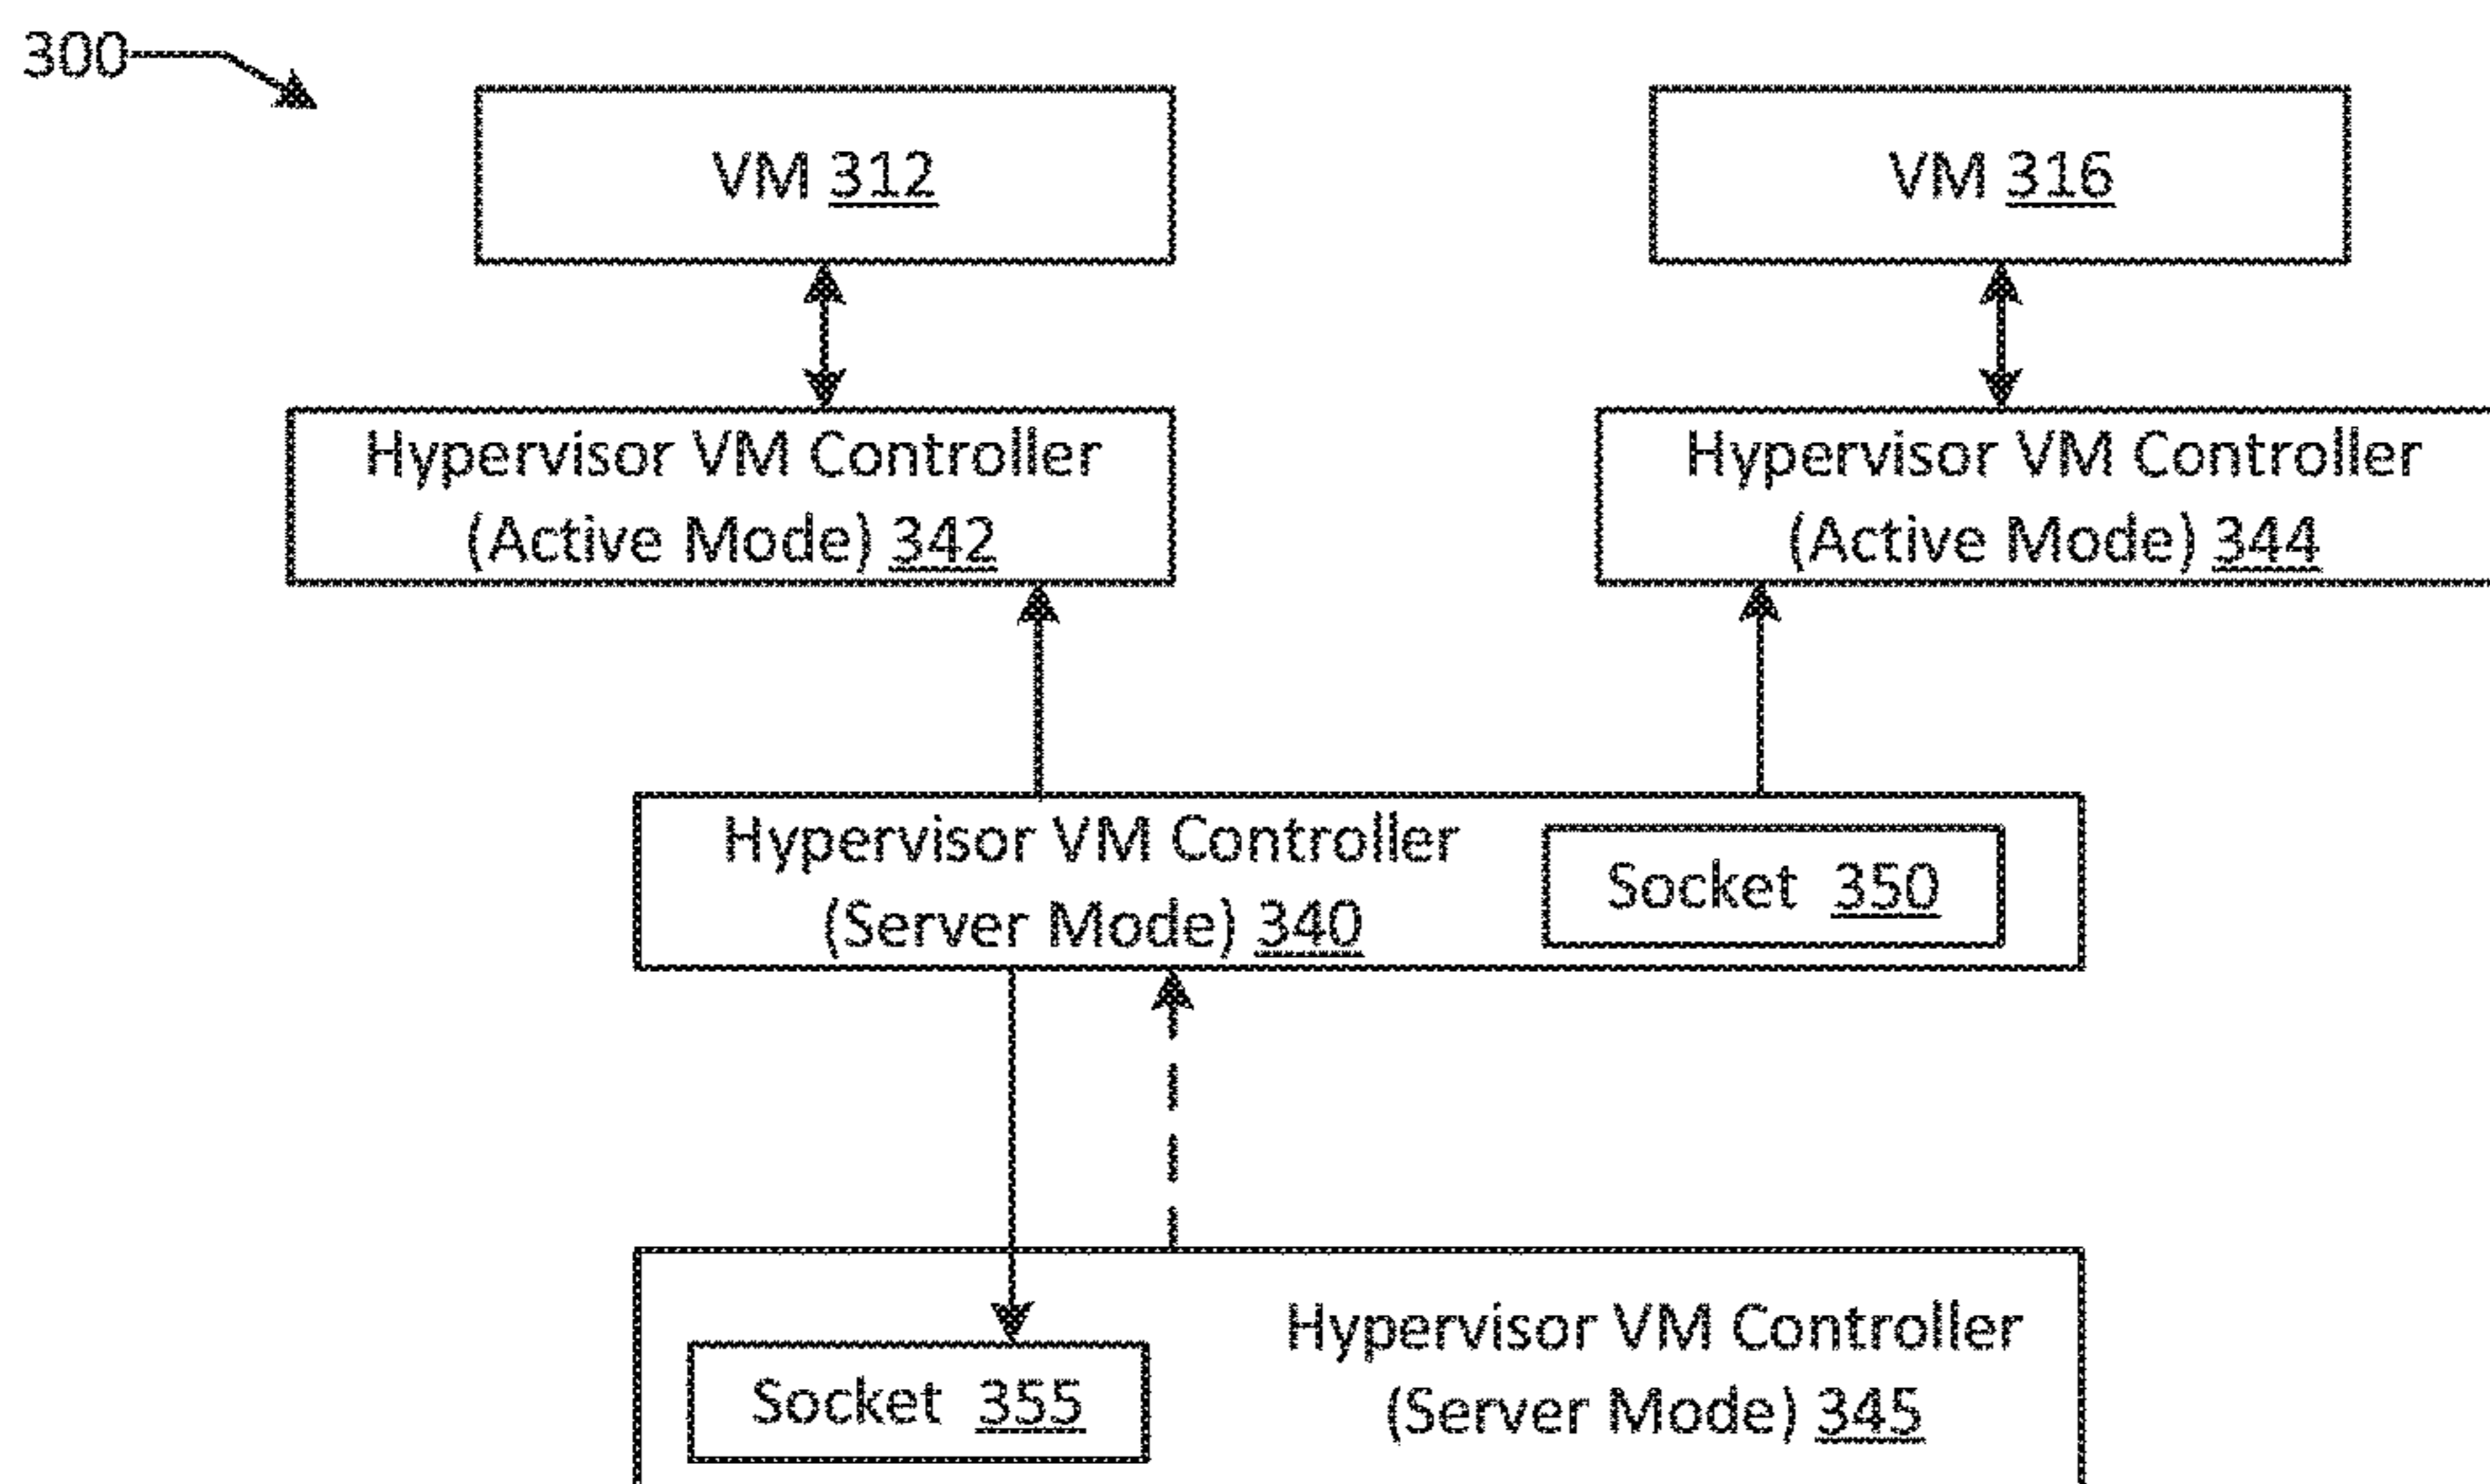 300
VM 312
VM 316
Hypervisor VM Controller
(Active Mode) 342
Hypervisor VM Controller
(Active Mode) 344
Hypervisor VM Controller
(Server Mode) 340
Socket 350
Socket 355
Hypervisor VM Controller
(Server Mode) 345